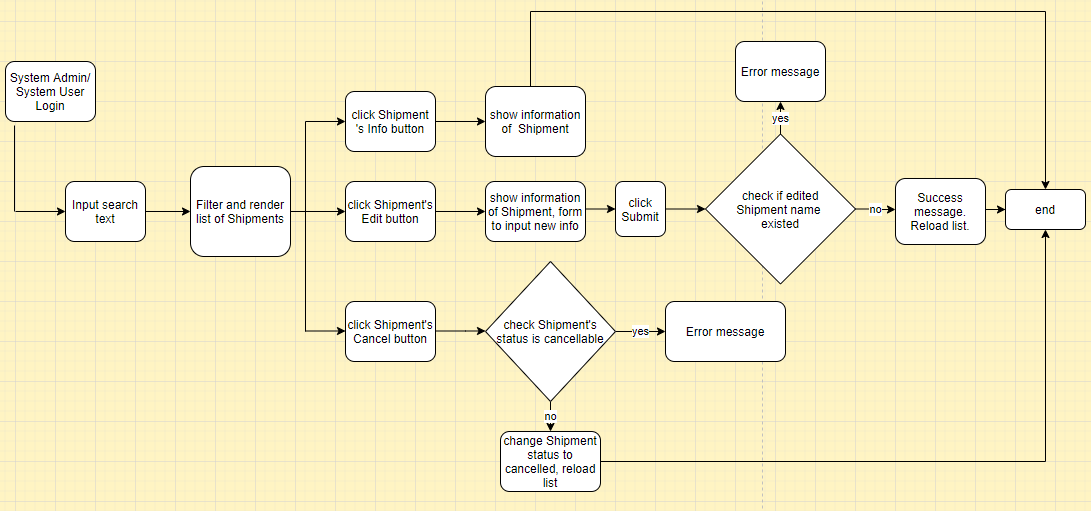 System Admin/
System User
Login
Input search
text
Filter and render
list of Shipments
click Shipment
's Info button
show information
of Shipment
click Shipment's
Edit button
show information
of Shipment, form
to input new info
click
Submit
check if edited
Shipment name
existed
yes
Error message
no
Success
message.
Reload list.
end
click Shipment's
Cancel button
check Shipment's
status is cancellable
yes
Error message
no
change Shipment
status to
cancelled, reload
list